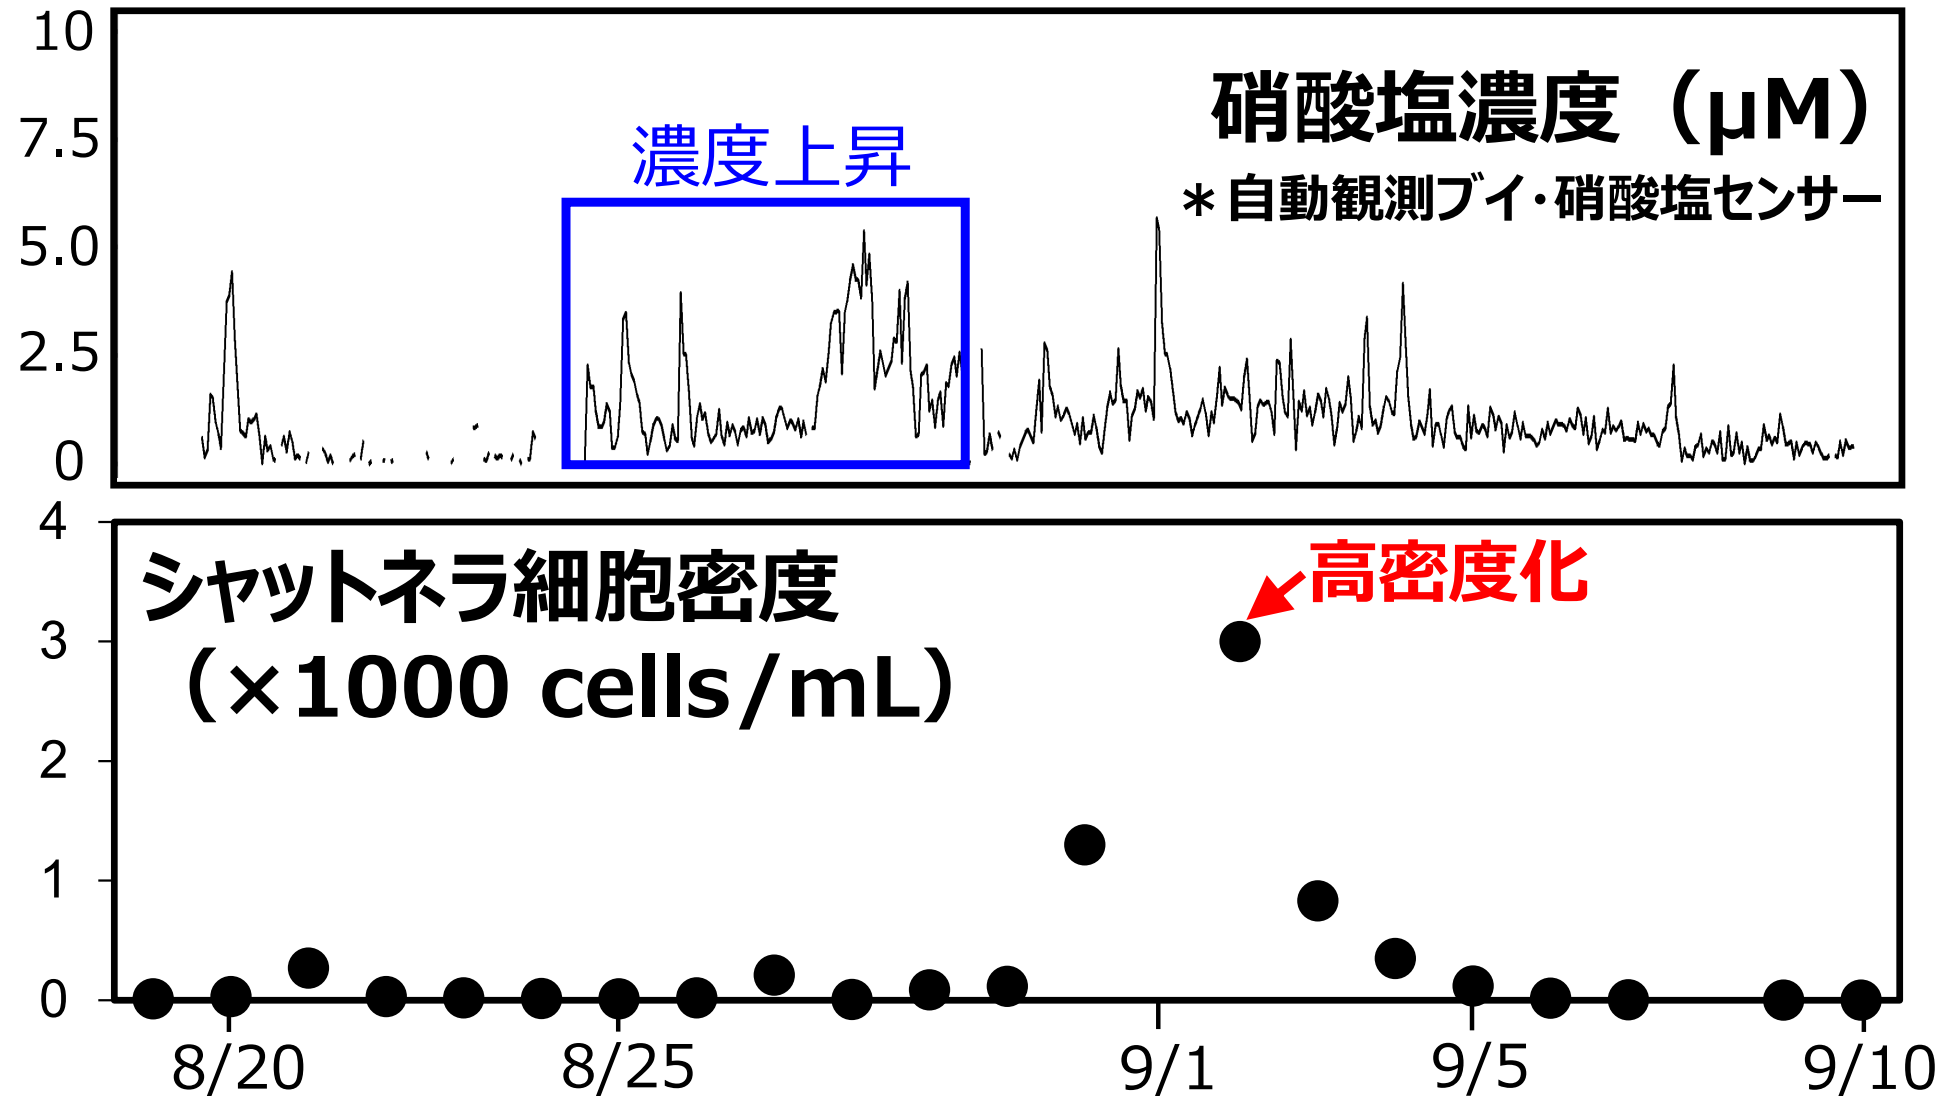 10
7.5
5.0
2.5
0
硝酸塩濃度（μM）
＊自動観測ブイ・硝酸塩センサー
濃度上昇
4
3
2
1
0
シャットネラ細胞密度
（×1000 cells/mL）
高密度化
8/20
8/25
9/1
9/5
9/10